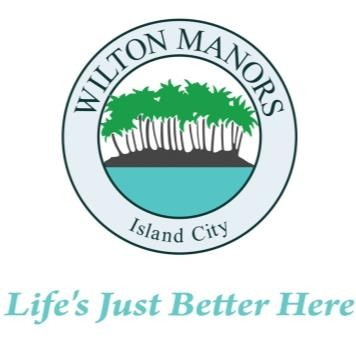 WILTON MANORS
Island City
Life's Just Better Here